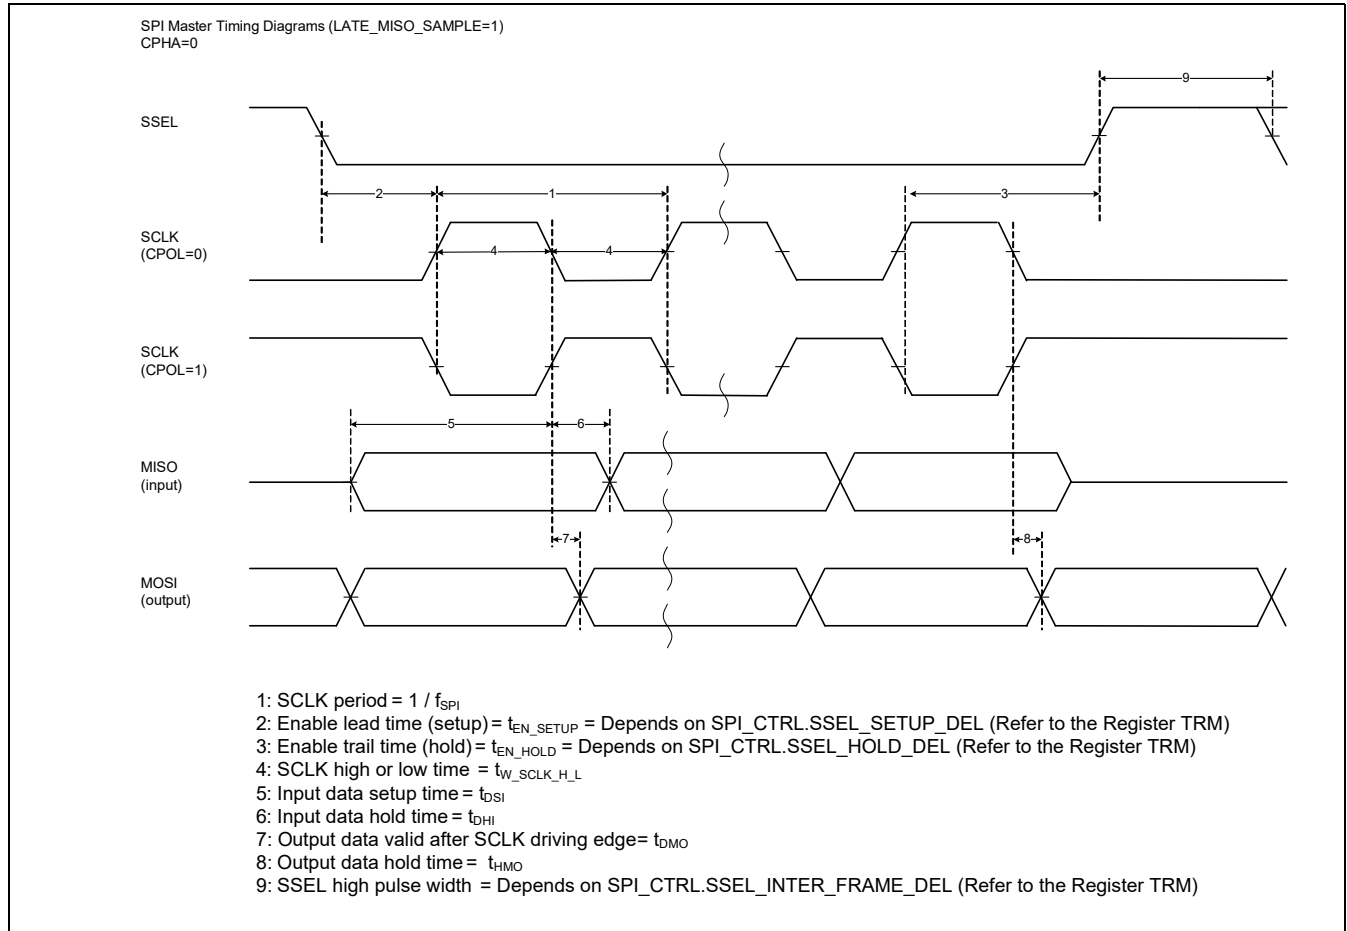 SPI Master Timing Diagrams (LATE_MISO_SAMPLE=1)
CPHA=0
9
SSEL
2
1
3
SCLK
(CPOL=0)
4
4
SCLK
(CPOL=1)
5
6
MISO
(input)
7
8
MOSI
(output)
1: SCLK period = 1 / fSPI
2: Enable lead time (setup) = tEN_SETUP = Depends on SPI_CTRL.SSEL_SETUP_DEL (Refer to the Register TRM)
3: Enable trail time (hold) = tEN_HOLD = Depends on SPI_CTRL.SSEL_HOLD_DEL (Refer to the Register TRM)
4: SCLK high or low time = tW_SCLK_H_L
5: Input data setup time = tDSI
6: Input data hold time = tDHI
7: Output data valid after SCLK driving edge= tDMO
8: Output data hold time = tHMO
9: SSEL high pulse width = Depends on SPI_CTRL.SSEL_INTER_FRAME_DEL (Refer to the Register TRM)